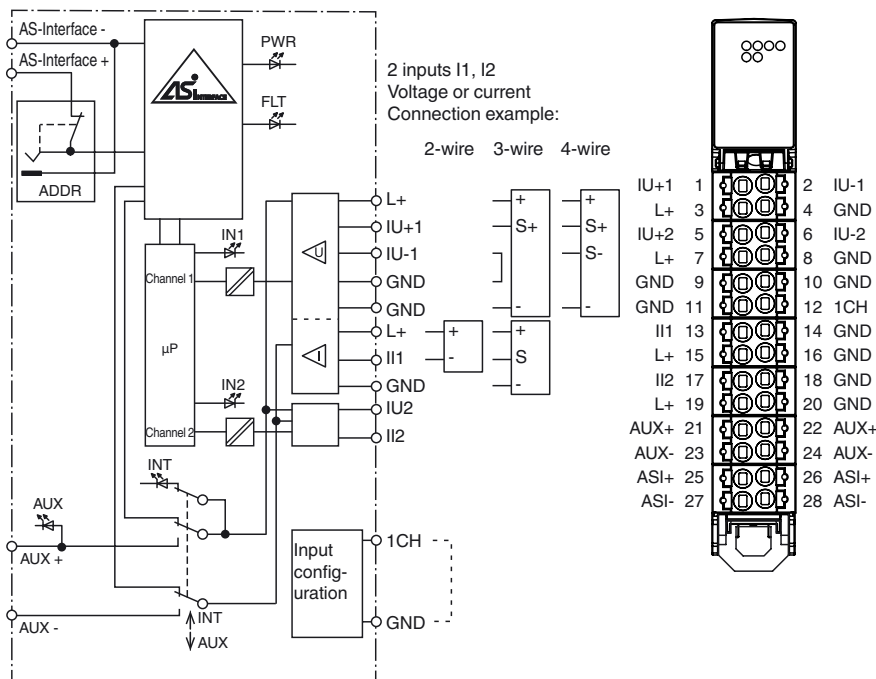 AS-Interface -
AS-Interface +
ADDR
ASi INTERFACE
PWR
FLT
2 inputs I1, I2
Voltage or current
Connection example:
2-wire 3-wire 4-wire
IN1
Channel 1
µP
IN2
Channel 2
U
I
L+
IU+1
IU-1
GND
GND
L+
II1
GND
IU2
II2
+
-
+
S+
-
+
S
-
+
S+
S-
-
INT
AUX
AUX +
AUX -
INT
AUX
Input
config-
uration
1CH
GND
IU+1 1 2 IU-1
L+ 3 4 GND
IU+2 5 6 IU-2
L+ 7 8 GND
GND 9 10 GND
GND 11 12 1CH
II1 13 14 GND
L+ 15 16 GND
II2 17 18 GND
L+ 19 20 GND
AUX+ 21 22 AUX+
AUX- 23 24 AUX-
ASI+ 25 26 ASI+
ASI- 27 28 ASI-